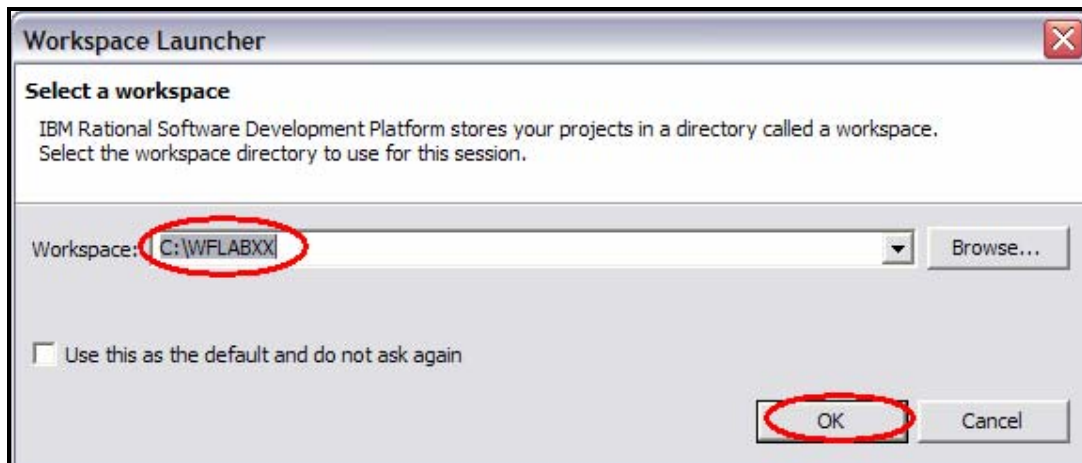 Workspace Launcher
Select a workspace
IBM Rational Software Development Platform stores your projects in a directory called a workspace.
Select the workspace directory to use for this session.
Workspace: C:\WFLABXX Browse...
Use this as the default and do not ask again
OK Cancel